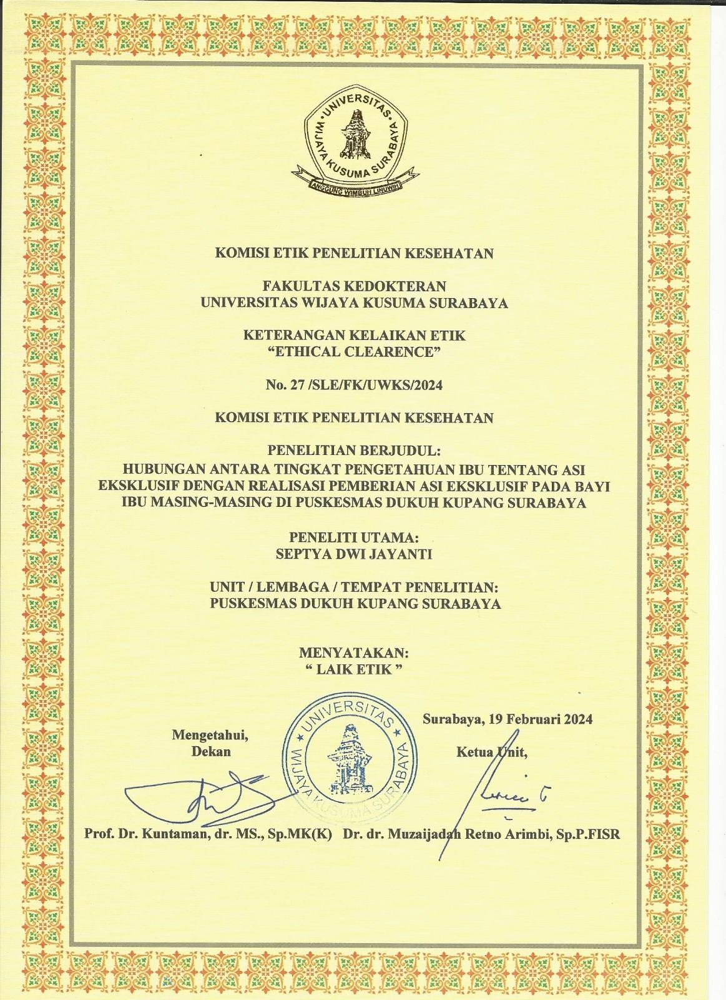 UNIVERSITAS
WIJAYA KUSUMA SURABAYA
ANGGUNG WIMBUH LINUWIH
KOMISI ETIK PENELITIAN KESEHATAN
FAKULTAS KEDOKTERAN
UNIVERSITAS WIJAYA KUSUMA SURABAYA
KETERANGAN KELAIKAN ETIK
“ETHICAL CLEARENCE”
No. 27 /SLE/FK/UWKS/2024
KOMISI ETIK PENELITIAN KESEHATAN
PENELITIAN BERJUDUL:
HUBUNGAN ANTARA TINGKAT PENGETAHUAN IBU TENTANG ASI
EKSKLUSIF DENGAN REALISASI PEMBERIAN ASI EKSKLUSIF PADA BAYI
IBU MASING-MASING DI PUSKESMAS DUKUH KUPANG SURABAYA
PENELITI UTAMA:
SEPTYA DWI JAYANTI
UNIT / LEMBAGA / TEMPAT PENELITIAN:
PUSKESMAS DUKUH KUPANG SURABAYA
MENYATAKAN:
“ LAIK ETIK ”
Surabaya, 19 Februari 2024
Mengetahui,
Dekan
Ketua Unit,
UNIVERSITAS
WIJAYA KUSUMA SURABAYA
Prof. Dr. Kuntaman, dr. MS., Sp.MK(K) Dr. dr. Muzaijadah Retno Arimbi, Sp.P.FISR